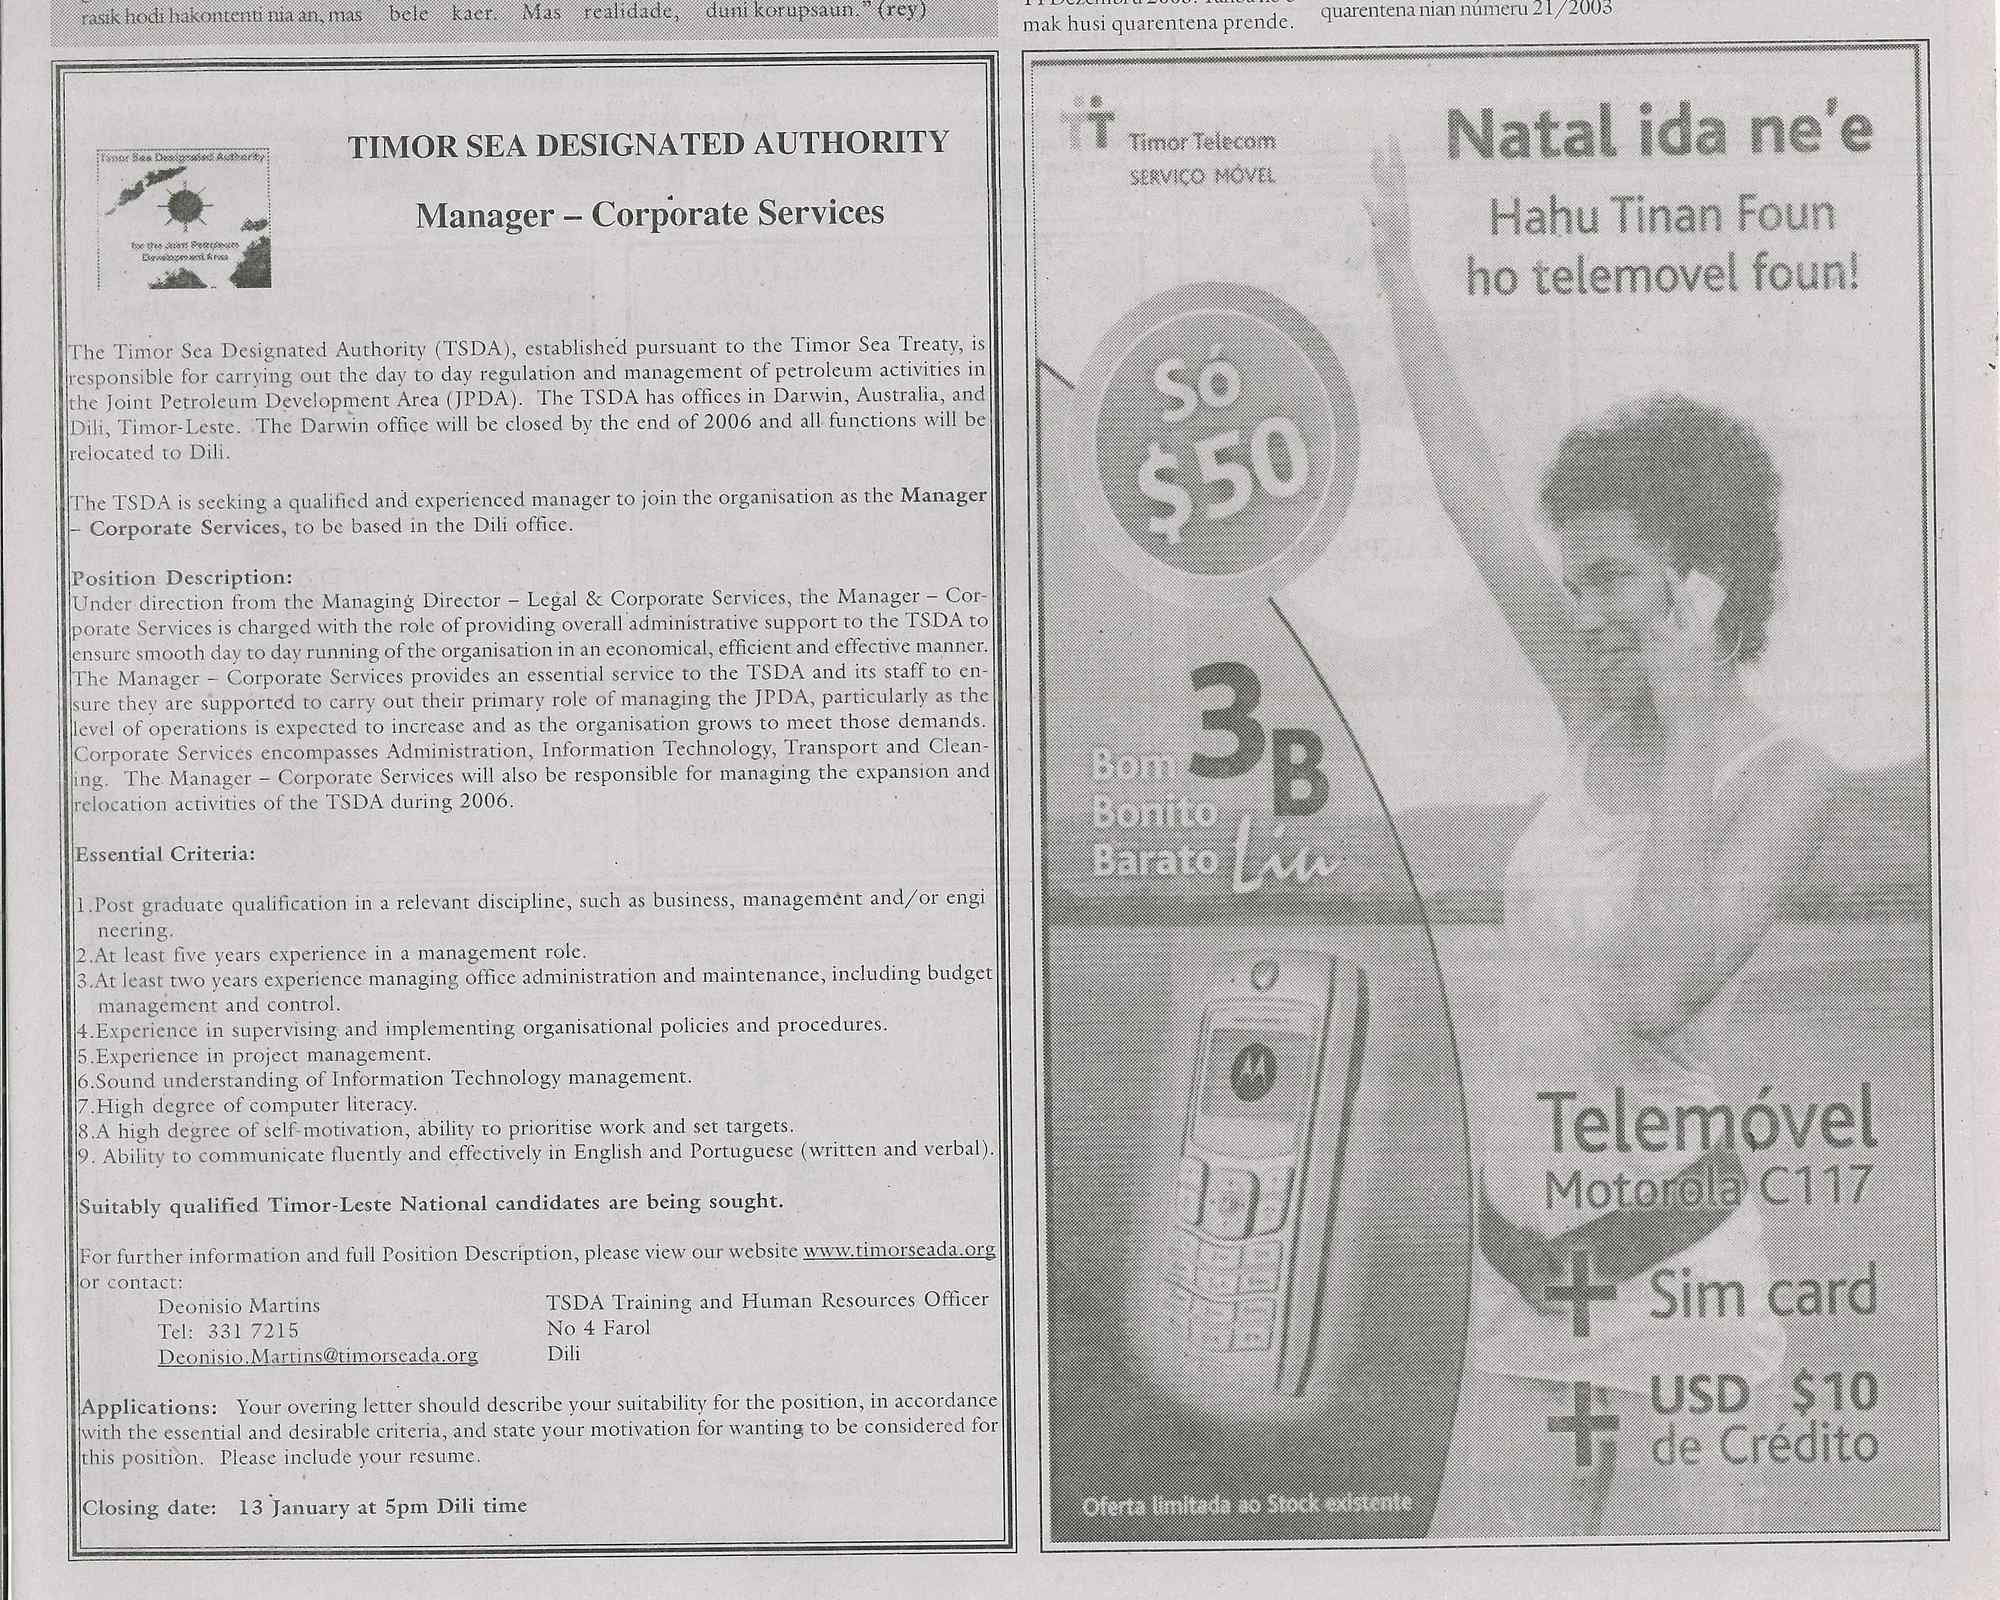 rasik hodi hakontenti nia an, mas bele kaer. Mas realidade, duni korupsaun." (rey)
mak husi quarentena prende.
quarentena nian númeru 21/2003
Timor Sea Designated Authority
for the Joint Petroleum
Development Area
TIMOR SEA DESIGNATED AUTHORITY
Manager – Corporate Services
The Timor Sea Designated Authority (TSDA), established pursuant to the Timor Sea Treaty, is
responsible for carrying out the day to day regulation and management of petroleum activities in
the Joint Petroleum Development Area (JPDA). The TSDA has offices in Darwin, Australia, and
Dili, Timor-Leste. The Darwin office will be closed by the end of 2006 and all functions will be
relocated to Dili.
The TSDA is seeking a qualified and experienced manager to join the organisation as the Manager
– Corporate Services, to be based in the Dili office.
Position Description:
Under direction from the Managing Director – Legal & Corporate Services, the Manager – Cor-
porate Services is charged with the role of providing overall administrative support to the TSDA to
ensure smooth day to day running of the organisation in an economical, efficient and effective manner.
The Manager – Corporate Services provides an essential service to the TSDA and its staff to en-
sure they are supported to carry out their primary role of managing the JPDA, particularly as the
level of operations is expected to increase and as the organisation grows to meet those demands.
Corporate Services encompasses Administration, Information Technology, Transport and Clean-
ing. The Manager – Corporate Services will also be responsible for managing the expansion and
relocation activities of the TSDA during 2006.
Essential Criteria:
1.Post graduate qualification in a relevant discipline, such as business, management and/or engi
neering.
2.At least five years experience in a management role.
3.At least two years experience managing office administration and maintenance, including budget
management and control.
4.Experience in supervising and implementing organisational policies and procedures.
5.Experience in project management.
6.Sound understanding of Information Technology management.
7.High degree of computer literacy.
8.A high degree of self-motivation, ability to prioritise work and set targets.
9. Ability to communicate fluently and effectively in English and Portuguese (written and verbal).
Suitably qualified Timor-Leste National candidates are being sought.
For further information and full Position Description, please view our website www.timorseada.org
or contact:
Deonisio Martins TSDA Training and Human Resources Officer
Tel: 331 7215 No 4 Farol
Deonisio.Martins@timorseada.org Dili
Applications: Your overing letter should describe your suitability for the position, in accordance
with the essential and desirable criteria, and state your motivation for wanting to be considered for
this position. Please include your resume.
Closing date: 13 January at 5pm Dili time
Timor Telecom
SERVIÇO MÓVEL
Natal ida ne'e
Hahu Tinan Foun
ho telemovel foun!
Só
$50
3B
Bom
Bonito
Barato Liu
Telemóvel
Motorola C117
+ Sim card
+ USD $10
de Crédito
Oferta limitada ao Stock existente